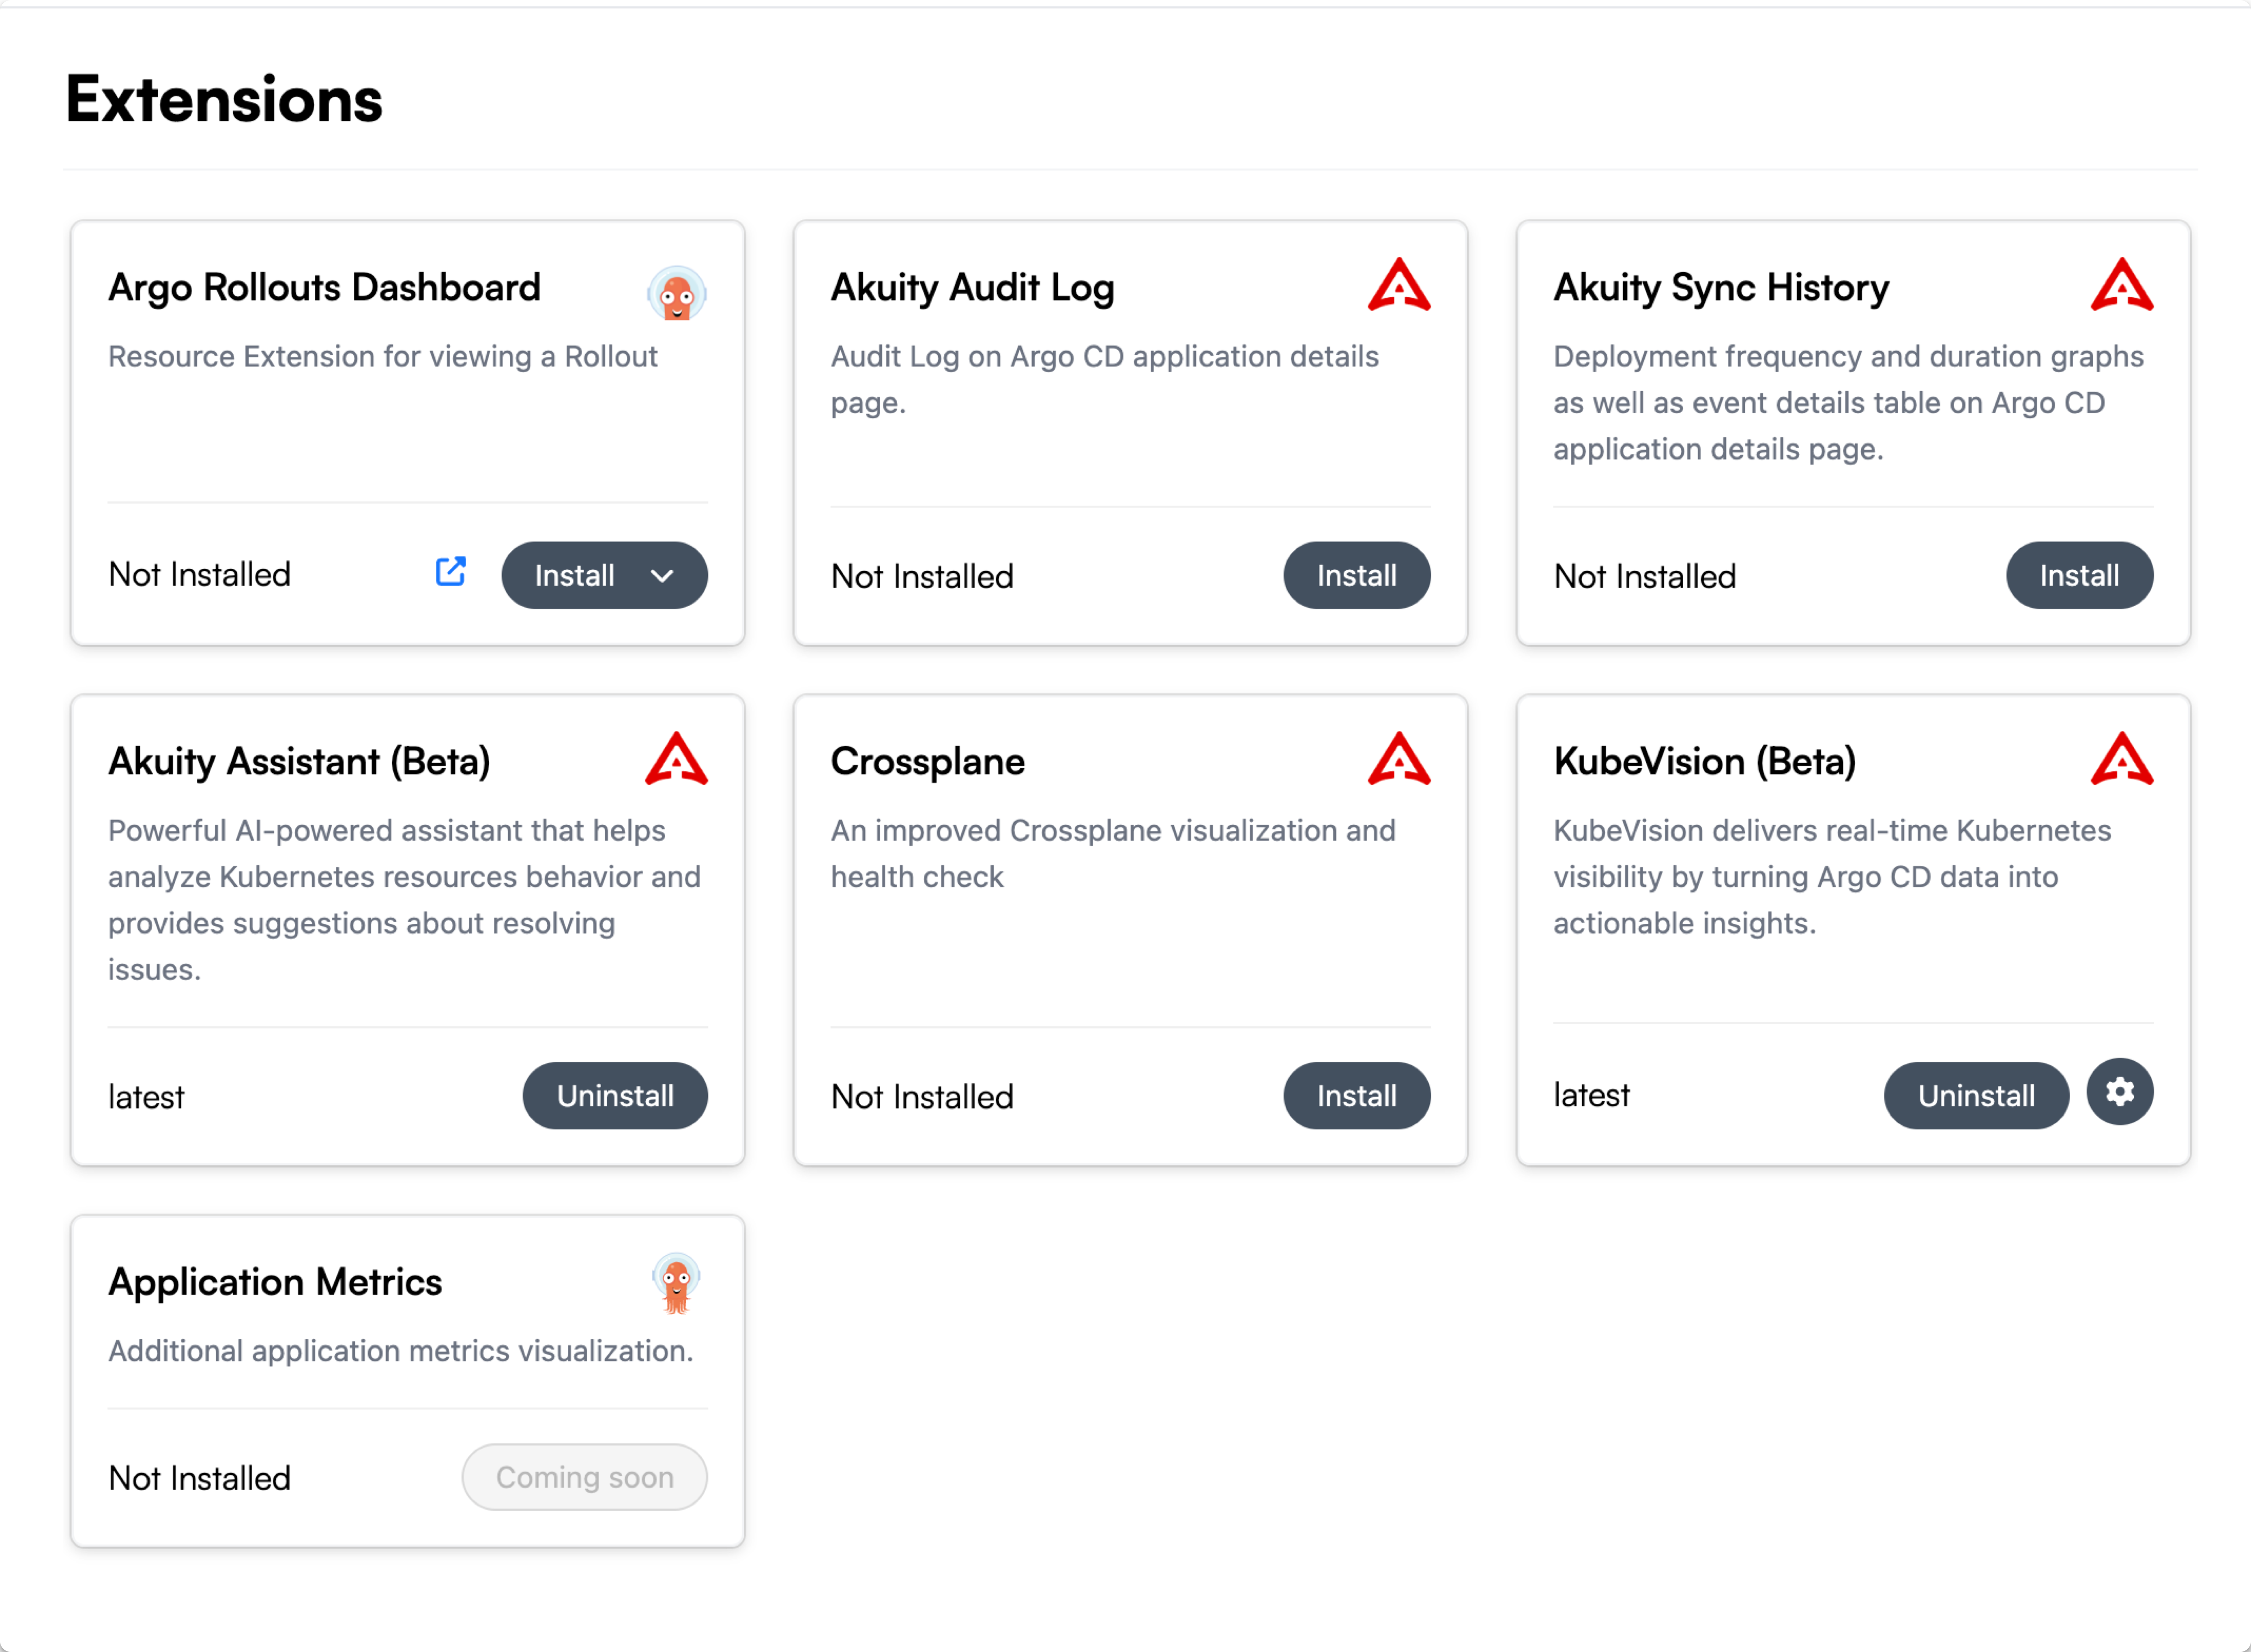 Extensions
Argo Rollouts Dashboard
Resource Extension for viewing a Rollout
Not Installed
Install
Akuity Audit Log
Audit Log on Argo CD application details
page.
Not Installed
Install
Akuity Sync History
Deployment frequency and duration graphs
as well as event details table on Argo CD
application details page.
Not Installed
Install
Akuity Assistant (Beta)
Powerful AI-powered assistant that helps
analyze Kubernetes resources behavior and
provides suggestions about resolving
issues.
latest
Uninstall
Crossplane
An improved Crossplane visualization and
health check
Not Installed
Install
KubeVision (Beta)
KubeVision delivers real-time Kubernetes
visibility by turning Argo CD data into
actionable insights.
latest
Uninstall
Application Metrics
Additional application metrics visualization.
Not Installed
Coming soon